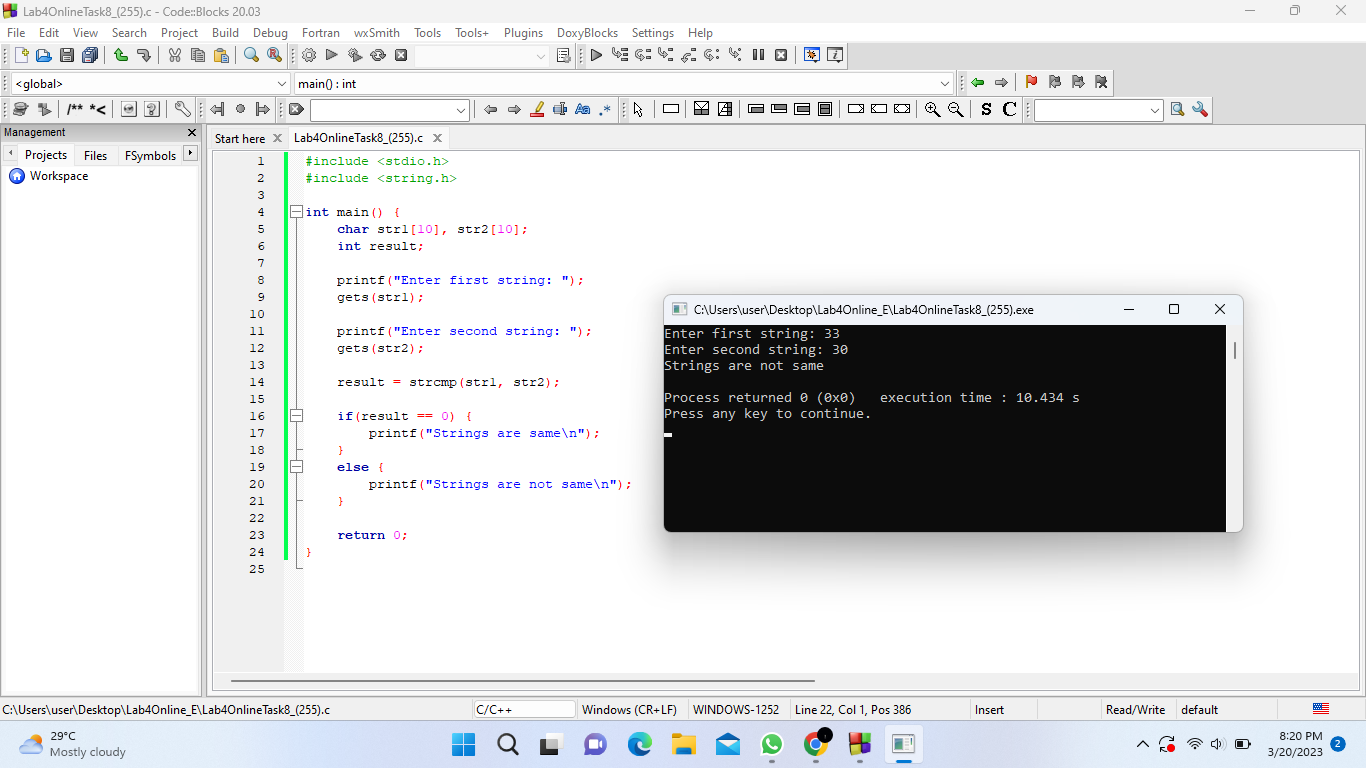 Lab4OnlineTask8_(255).c - Code::Blocks 20.03
File Edit View Search Project Build Debug Fortran wxSmith Tools Tools+ Plugins DoxyBlocks Settings Help
<global>
main() : int
/** *<
Aa .*
S C
Management
Projects Files FSymbols
Workspace
Start here Lab4OnlineTask8_(255).c
1 #include <stdio.h>
2 #include <string.h>
3
4 int main() {
5 char str1[10], str2[10];
6 int result;
7
8 printf("Enter first string: ");
9 gets(str1);
10
11 printf("Enter second string: ");
12 gets(str2);
13
14 result = strcmp(str1, str2);
15
16 if(result == 0) {
17 printf("Strings are same\n");
18 }
19 else {
20 printf("Strings are not same\n");
21 }
22
23 return 0;
24 }
25
C:\Users\user\Desktop\Lab4Online_E\Lab4OnlineTask8_(255).exe
Enter first string: 33
Enter second string: 30
Strings are not same
Process returned 0 (0x0) execution time : 10.434 s
Press any key to continue.
C:\Users\user\Desktop\Lab4Online_E\Lab4OnlineTask8_(255).c C/C++ Windows (CR+LF) WINDOWS-1252 Line 22, Col 1, Pos 386 Insert Read/Write default
29°C
Mostly cloudy
8:20 PM
3/20/2023
2